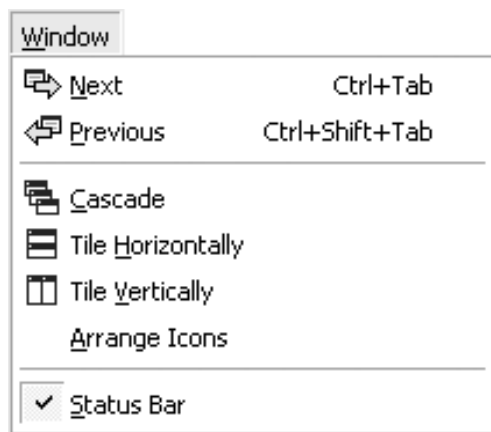 Window
Next Ctrl+Tab
Previous Ctrl+Shift+Tab
Cascade
Tile Horizontally
Tile Vertically
Arrange Icons
Status Bar